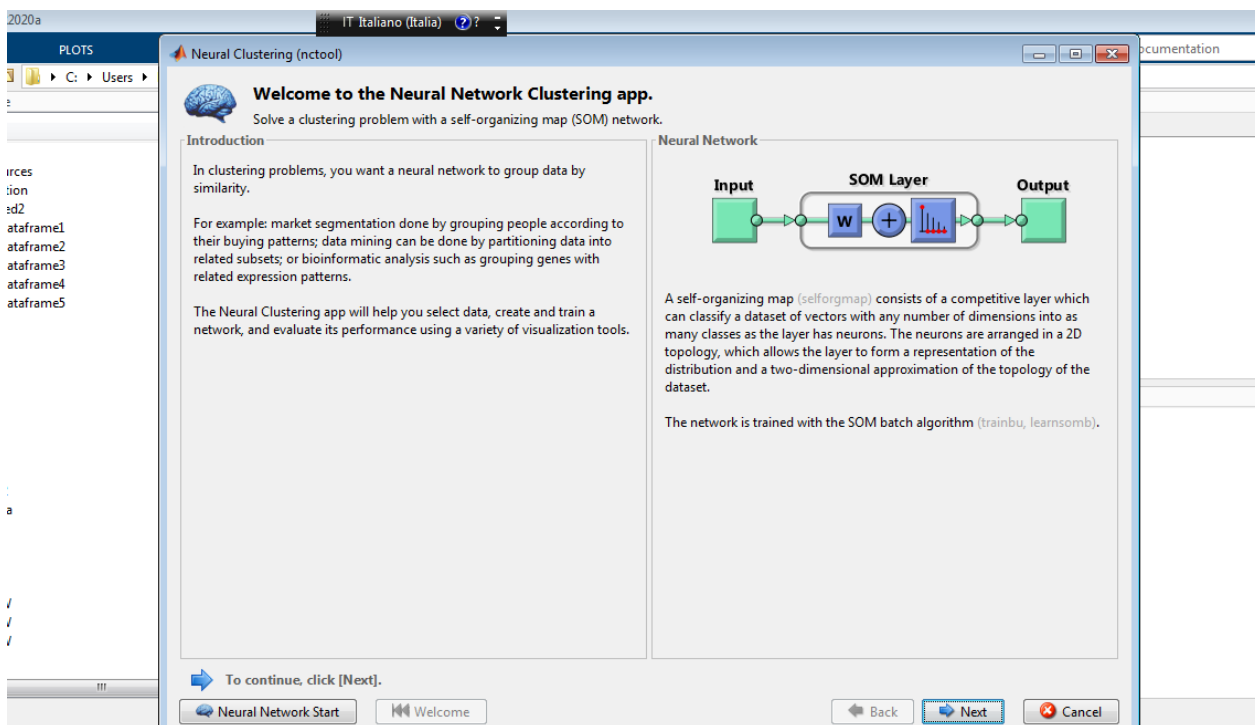 2020a
IT Italiano (Italia) ? ?
PLOTS
Neural Clustering (nctool)
C: Users
Welcome to the Neural Network Clustering app.
Solve a clustering problem with a self-organizing map (SOM) network.
Introduction
In clustering problems, you want a neural network to group data by
similarity.
For example: market segmentation done by grouping people according to
their buying patterns; data mining can be done by partitioning data into
related subsets; or bioinformatic analysis such as grouping genes with
related expression patterns.
The Neural Clustering app will help you select data, create and train a
network, and evaluate its performance using a variety of visualization tools.
Neural Network
Input
SOM Layer
Output
W
+
A self-organizing map (selforgmap) consists of a competitive layer which
can classify a dataset of vectors with any number of dimensions into as
many classes as the layer has neurons. The neurons are arranged in a 2D
topology, which allows the layer to form a representation of the
distribution and a two-dimensional approximation of the topology of the
dataset.
The network is trained with the SOM batch algorithm (trainbu, learnsomb).
ocumentation
urces
tion
ed2
ataframe1
ataframe2
ataframe3
ataframe4
ataframe5
a
To continue, click [Next].
Neural Network Start
Welcome
Back
Next
Cancel